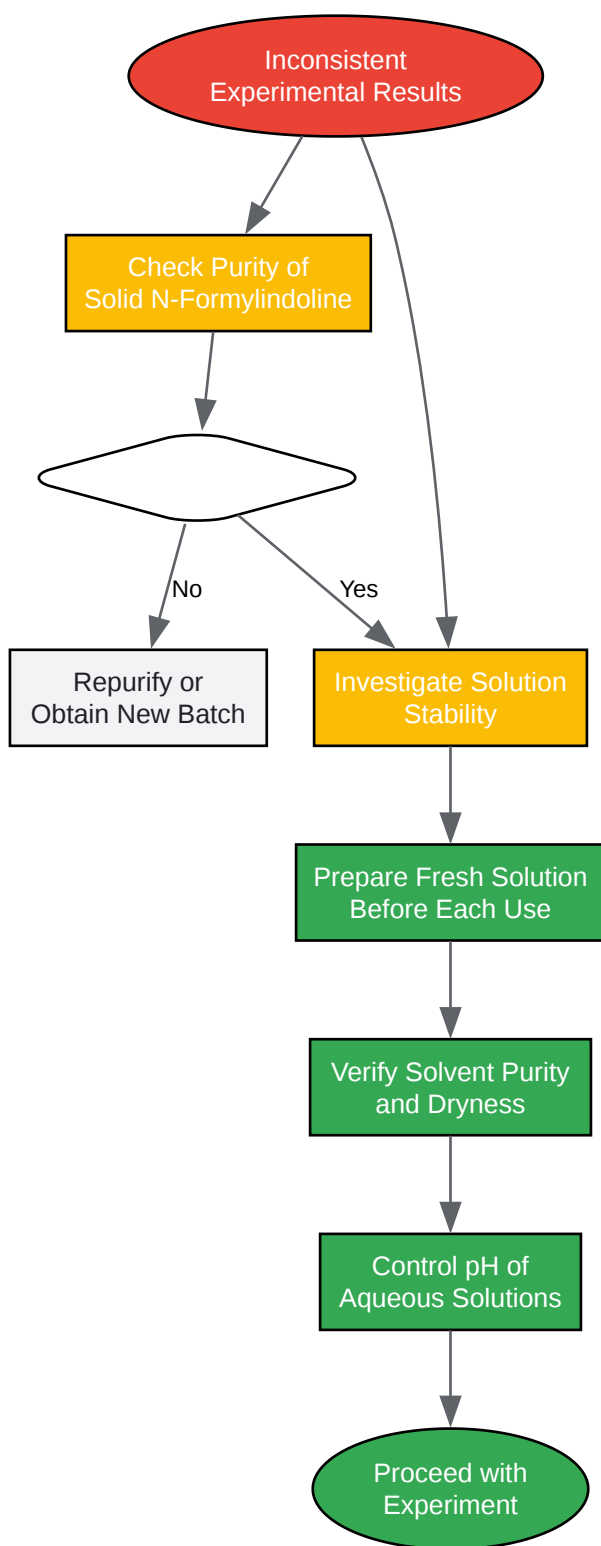 Inconsistent
Experimental Results
Check Purity of
Solid N-Formylindoline
No
Yes
Repurify or
Obtain New Batch
Investigate Solution
Stability
Prepare Fresh Solution
Before Each Use
Verify Solvent Purity
and Dryness
Control pH of
Aqueous Solutions
Proceed with
Experiment